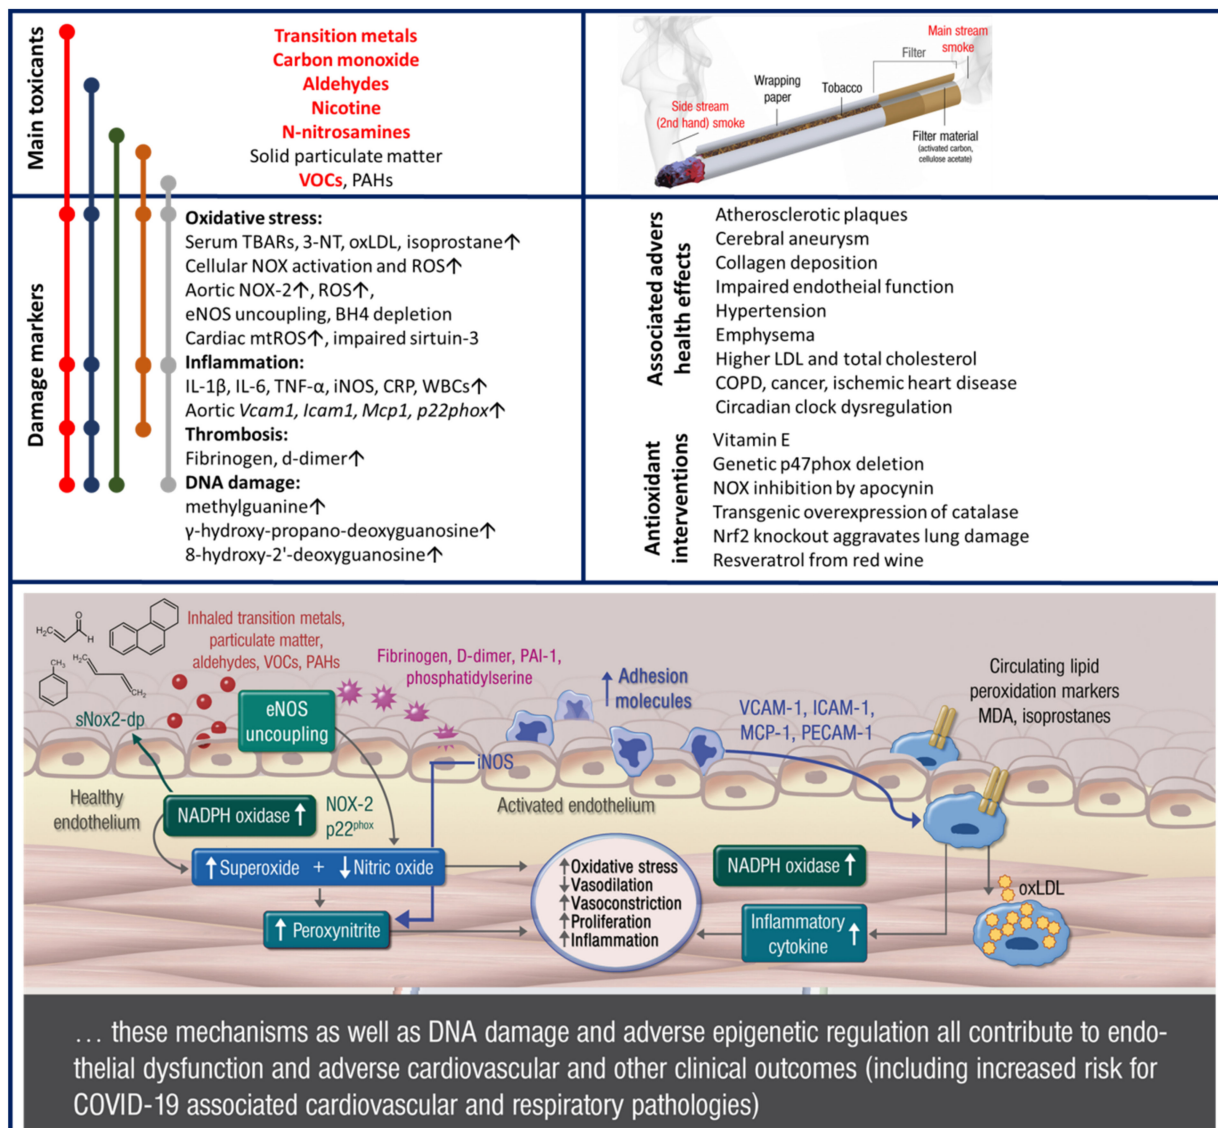 Main toxicants
Transition metals
Carbon monoxide
Aldehydes
Nicotine
N-nitrosamines
Solid particulate matter
VOCs, PAHs
Main stream
smoke
Filter
Wrapping
paper
Tobacco
Side stream
(2nd hand) smoke
Filter material
(activated carbon,
cellulose acetate)
Damage markers
Oxidative stress:
Serum TBARs, 3-NT, oxLDL, isoprostane↑
Cellular NOX activation and ROS↑
Aortic NOX-2↑, ROS↑,
eNOS uncoupling, BH4 depletion
Cardiac mtROS↑, impaired sirtuin-3
Inflammation:
IL-1β, IL-6, TNF-α, iNOS, CRP, WBCs↑
Aortic Vcam1, Icam1, Mcp1, p22phox↑
Thrombosis:
Fibrinogen, d-dimer↑
DNA damage:
methylguanine↑
γ-hydroxy-propano-deoxyguanosine↑
8-hydroxy-2'-deoxyguanosine↑
Associated advers
health effects
Atherosclerotic plaques
Cerebral aneurysm
Collagen deposition
Impaired endotheial function
Hypertension
Emphysema
Higher LDL and total cholesterol
COPD, cancer, ischemic heart disease
Circadian clock dysregulation
Antioxidant
interventions
Vitamin E
Genetic p47phox deletion
NOX inhibition by apocynin
Transgenic overexpression of catalase
Nrf2 knockout aggravates lung damage
Resveratrol from red wine
H₂C
O
H
CH₃
H₂C
CH₂
Inhaled transition metals,
particulate matter,
aldehydes, VOCs, PAHs
Fibrinogen, D-dimer, PAI-1,
phosphatidylserine
↑ Adhesion
molecules
VCAM-1, ICAM-1,
MCP-1, PECAM-1
Circulating lipid
peroxidation markers
MDA, isoprostanes
sNox2-dp
eNOS
uncoupling
iNOS
Healthy
endothelium
NADPH oxidase ↑
NOX-2
p22phox
Activated endothelium
↑ Superoxide + ↓ Nitric oxide
↑ Peroxynitrite
↑ Oxidative stress
↓ Vasodilation
↑ Vasoconstriction
↑ Proliferation
↑ Inflammation
NADPH oxidase ↑
Inflammatory
cytokine ↑
oxLDL
... these mechanisms as well as DNA damage and adverse epigenetic regulation all contribute to endo-
thelial dysfunction and adverse cardiovascular and other clinical outcomes (including increased risk for
COVID-19 associated cardiovascular and respiratory pathologies)